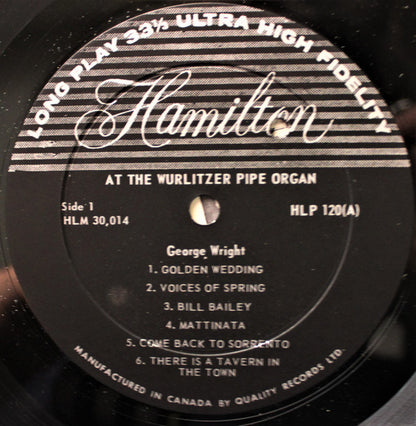 LONG PLAY 33⅓ ULTRA HIGH FIDELITY
Hamilton
AT THE WURLITZER PIPE ORGAN
Side 1
HLM 30,014
HLP 120(A)
George Wright
1. GOLDEN WEDDING
2. VOICES OF SPRING
3. BILL BAILEY
4. MATTINATA
5. COME BACK TO SORRENTO
6. THERE IS A TAVERN IN
THE TOWN
MANUFACTURED IN CANADA BY QUALITY RECORDS LTD.